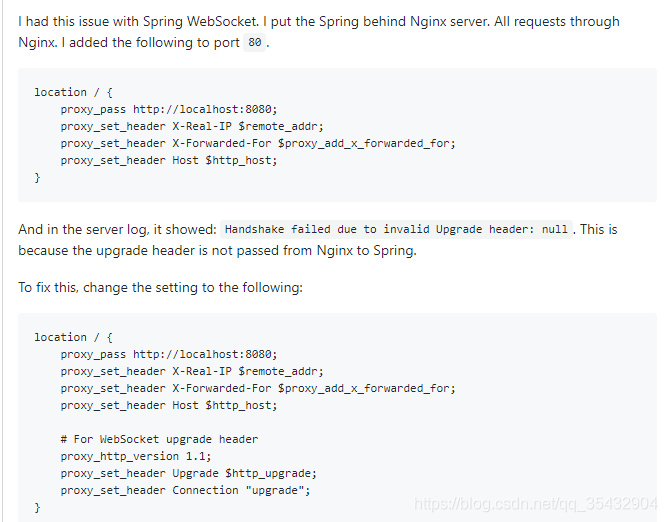 I had this issue with Spring WebSocket. I put the Spring behind Nginx server. All requests through
Nginx. I added the following to port 80 .
location / {
    proxy_pass http://localhost:8080;
    proxy_set_header X-Real-IP $remote_addr;
    proxy_set_header X-Forwarded-For $proxy_add_x_forwarded_for;
    proxy_set_header Host $http_host;
}
And in the server log, it showed: Handshake failed due to invalid Upgrade header: null . This is
because the upgrade header is not passed from Nginx to Spring.
To fix this, change the setting to the following:
location / {
    proxy_pass http://localhost:8080;
    proxy_set_header X-Real-IP $remote_addr;
    proxy_set_header X-Forwarded-For $proxy_add_x_forwarded_for;
    proxy_set_header Host $http_host;
    # For WebSocket upgrade header
    proxy_http_version 1.1;
    proxy_set_header Upgrade $http_upgrade;
    proxy_set_header Connection "upgrade";
}
https://blog.csdn.net/qq_35432904